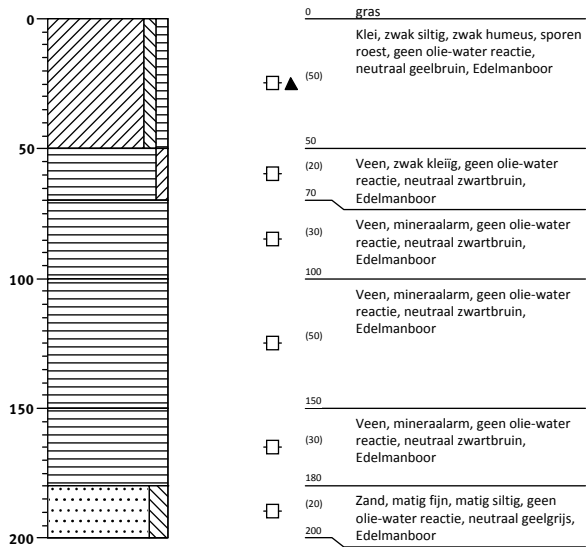 0
gras
Klei, zwak siltig, zwak humeus, sporen
roest, geen olie-water reactie,
neutraal geelbruin, Edelmanboor
(50)
50
50
Veen, zwak kleiïg, geen olie-water
reactie, neutraal zwartbruin,
Edelmanboor
(20)
70
Veen, mineraalarm, geen olie-water
reactie, neutraal zwartbruin,
Edelmanboor
(30)
100
100
Veen, mineraalarm, geen olie-water
reactie, neutraal zwartbruin,
Edelmanboor
(50)
150
150
Veen, mineraalarm, geen olie-water
reactie, neutraal zwartbruin,
Edelmanboor
(30)
180
Zand, matig fijn, matig siltig, geen
olie-water reactie, neutraal geelgrijs,
Edelmanboor
(20)
200
200
0